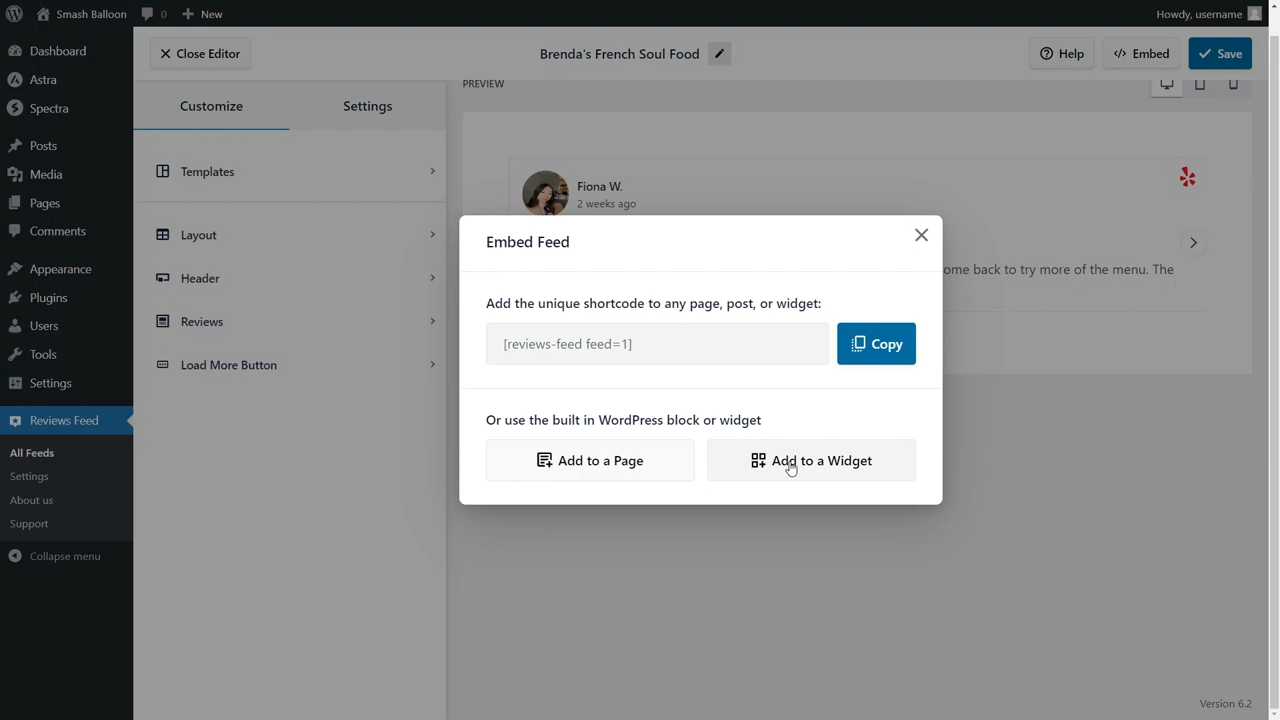 Smash Balloon
0
New
Howdy, username
Dashboard
Astra
Spectra
Posts
Media
Pages
Comments
Appearance
Plugins
Users
Tools
Settings
Reviews Feed
All Feeds
Settings
About us
Support
Collapse menu
Close Editor
Brenda's French Soul Food
Help
Embed
Save
Customize
Settings
Templates
Layout
Header
Reviews
Load More Button
PREVIEW
Fiona W.
2 weeks ago
ome back to try more of the menu. The
Embed Feed
Add the unique shortcode to any page, post, or widget:
[reviews-feed feed=1]
Copy
Or use the built in WordPress block or widget
Add to a Page
Add to a Widget
Version 6.2